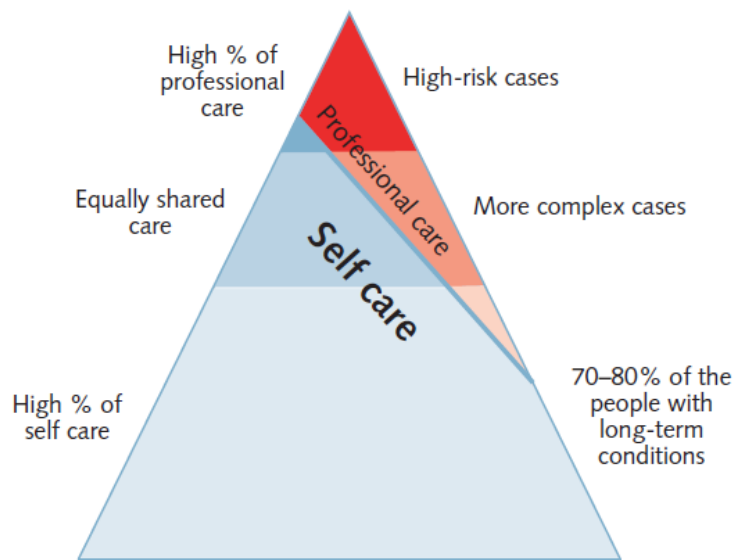 High % of
professional
care
High-risk cases
Professional care
Equally shared
care
More complex cases
Self care
High % of
self care
70–80% of the
people with
long-term
conditions